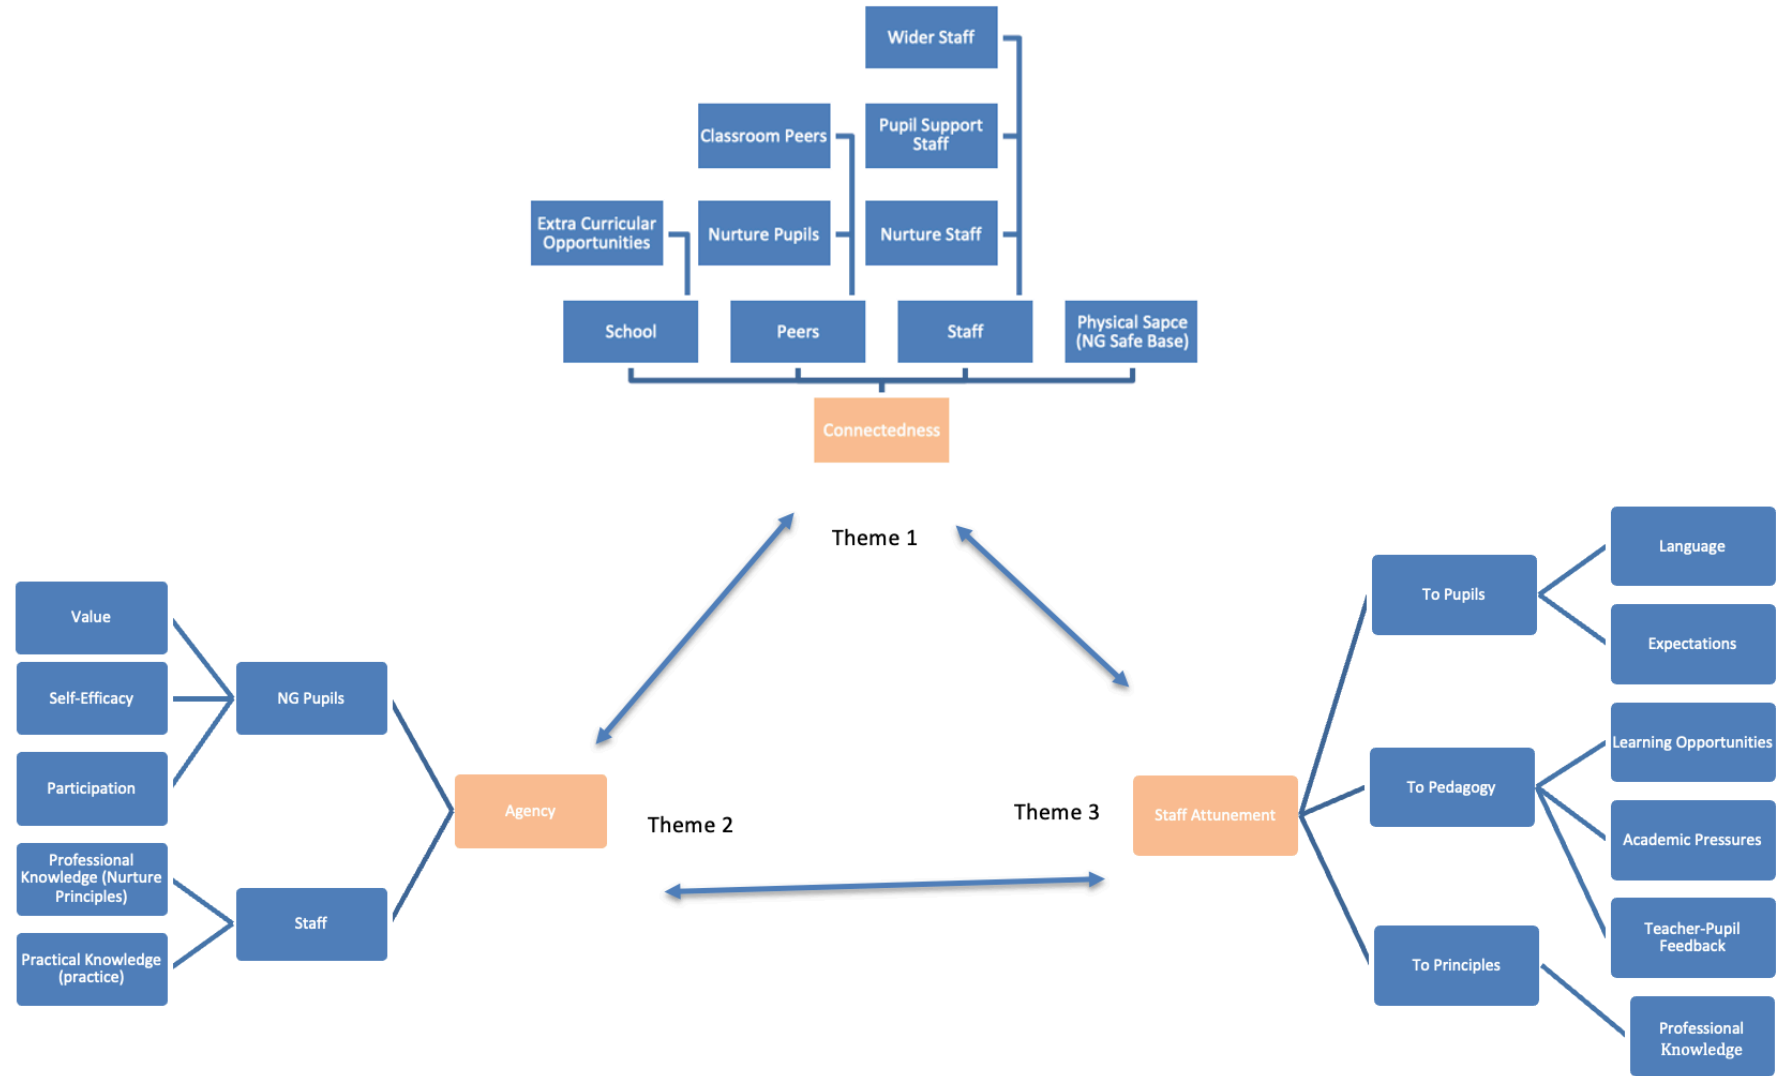 Wider Staff
Classroom Peers
Pupil Support
Staff
Extra Curricular
Opportunities
Nurture Pupils
Nurture Staff
School
Peers
Staff
Physical Sapce
(NG Safe Base)
Connectedness
Theme 1
Value
Self-Efficacy
Participation
Professional
Knowledge (Nurture
Principles)
Practical Knowledge
(practice)
NG Pupils
Staff
Agency
Theme 2
Theme 3
Staff Attunement
To Pupils
To Pedagogy
To Principles
Language
Expectations
Learning Opportunities
Academic Pressures
Teacher-Pupil
Feedback
Professional
Knowledge